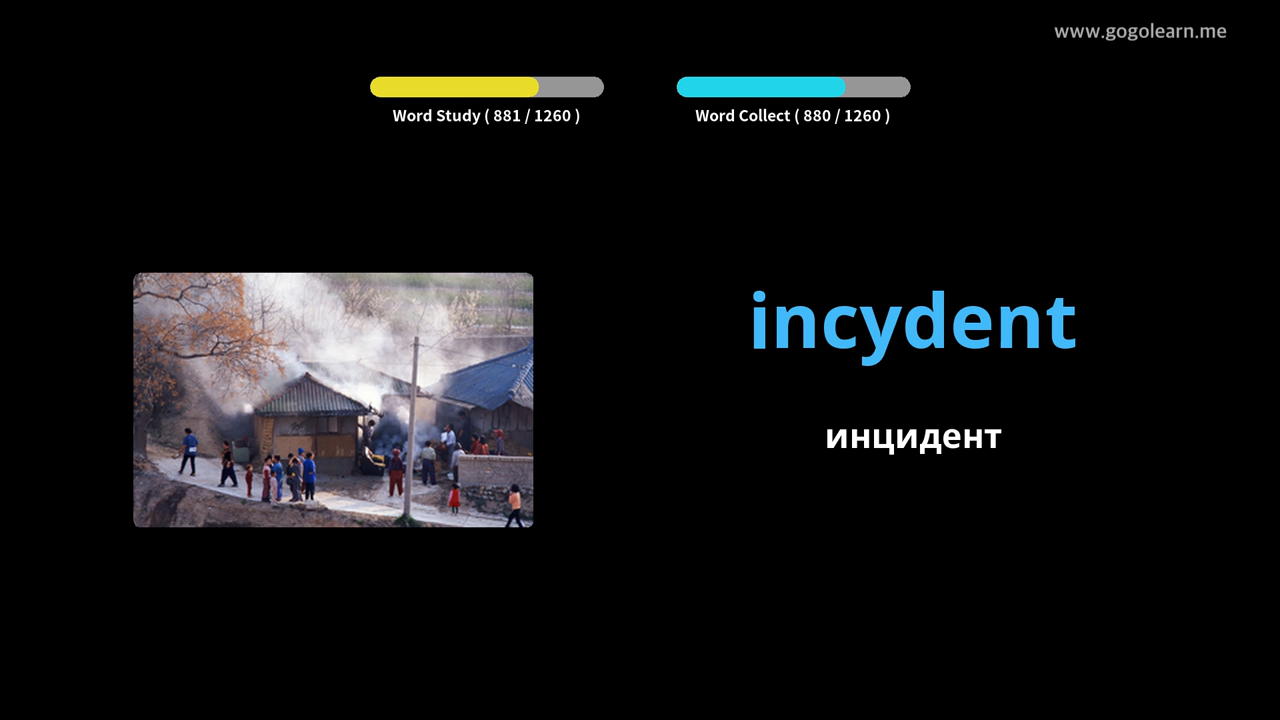 www.gogolearn.me
Word Study ( 881 / 1260 )
Word Collect ( 880 / 1260 )
incydent
инцидент